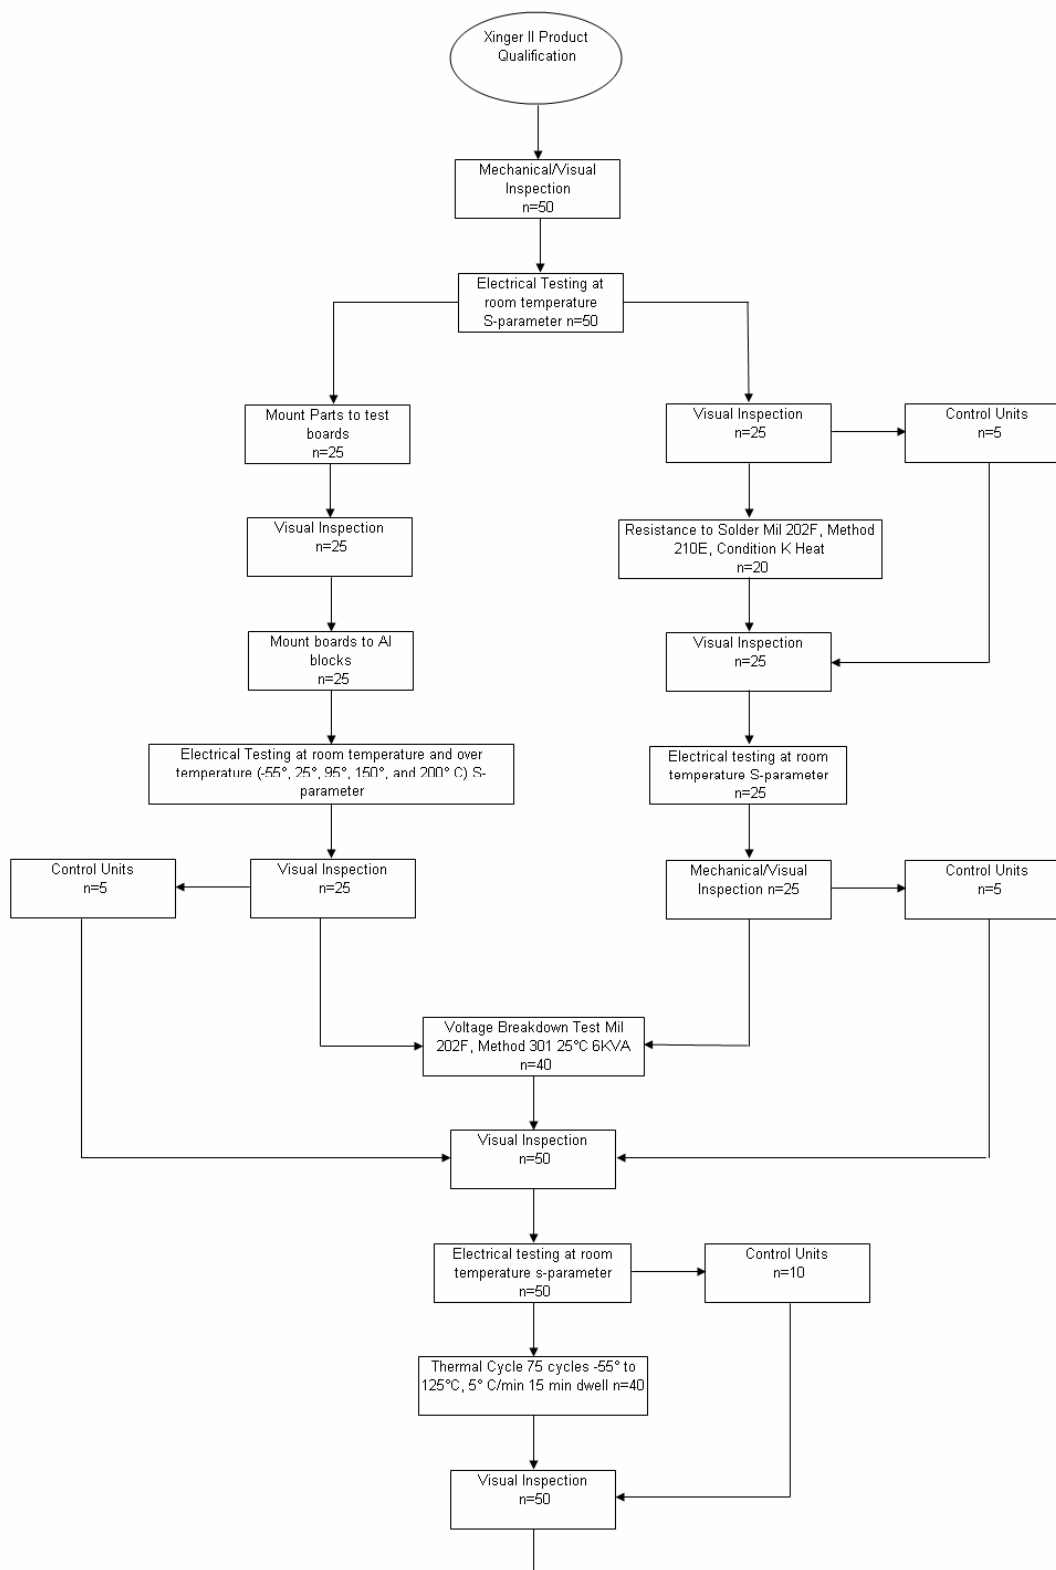 Xinger II Product
Qualification
Mechanical/Visual
Inspection
n=50
Electrical Testing at
room temperature
S-parameter n=50
Mount Parts to test
boards
n=25
Visual Inspection
n=25
Control Units
n=5
Visual Inspection
n=25
Resistance to Solder Mil 202F, Method
210E, Condition K Heat
n=20
Mount boards to Al
blocks
n=25
Visual Inspection
n=25
Electrical Testing at room temperature and over
temperature (-55°, 25°, 95°, 150°, and 200° C) S-
parameter
Electrical testing at room
temperature S-parameter
n=25
Control Units
n=5
Visual Inspection
n=25
Mechanical/Visual
Inspection n=25
Control Units
n=5
Voltage Breakdown Test Mil
202F, Method 301 25°C 6KVA
n=40
Visual Inspection
n=50
Electrical testing at room
temperature s-parameter
n=50
Control Units
n=10
Thermal Cycle 75 cycles -55° to
125°C, 5° C/min 15 min dwell n=40
Visual Inspection
n=50